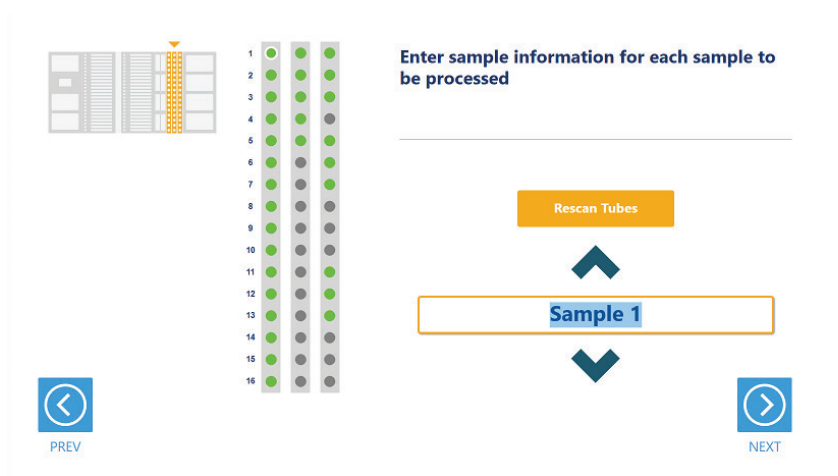 1
2
3
4
5
6
7
8
9
10
11
12
13
14
15
16
Enter sample information for each sample to
be processed
Rescan Tubes
Sample 1
PREV
NEXT